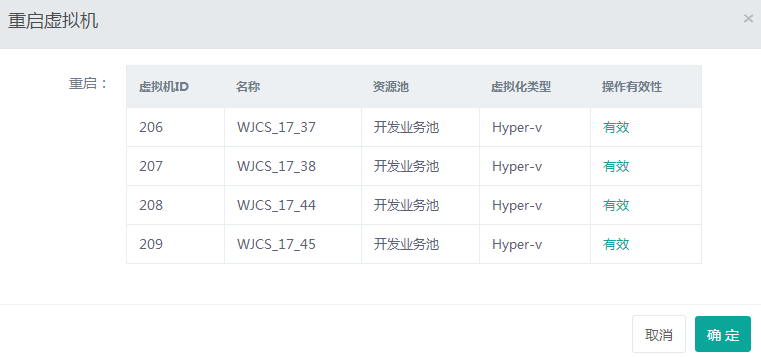 重启虚拟机 ×
重启： 虚拟机ID 名称 资源池 虚拟化类型 操作有效性
206 WJCS_17_37 开发业务池 Hyper-v 有效
207 WJCS_17_38 开发业务池 Hyper-v 有效
208 WJCS_17_44 开发业务池 Hyper-v 有效
209 WJCS_17_45 开发业务池 Hyper-v 有效
取消 确 定